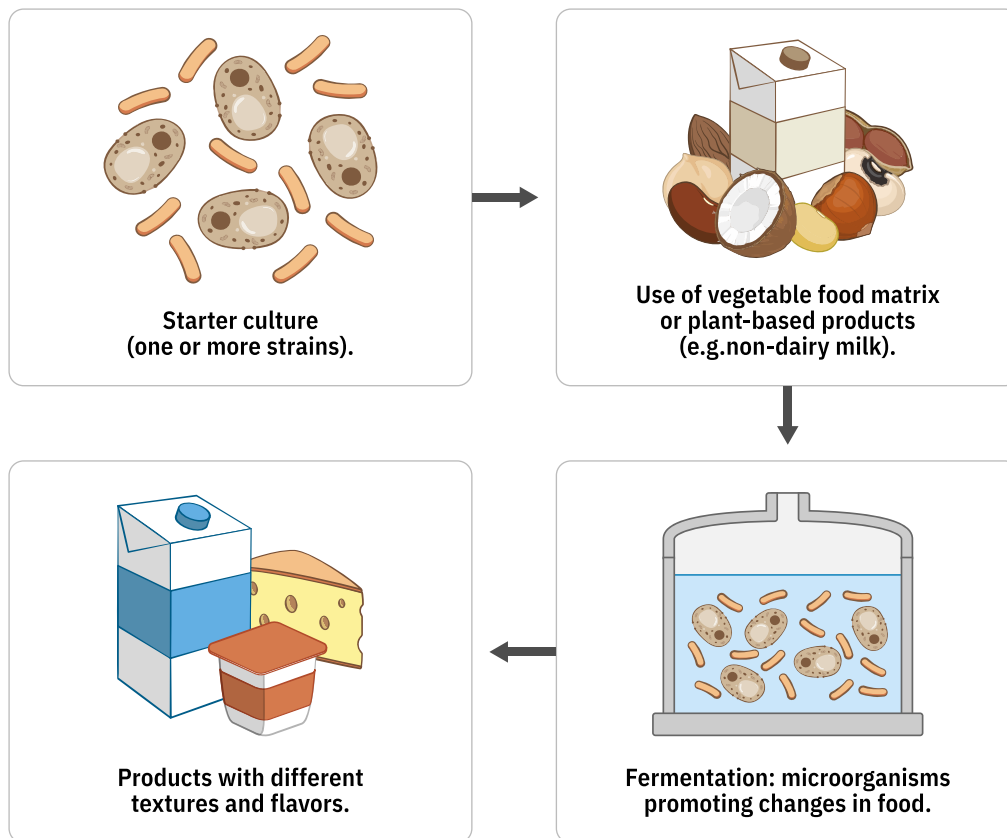 Starter culture
(one or more strains).
Use of vegetable food matrix
or plant-based products
(e.g.non-dairy milk).
Fermentation: microorganisms
promoting changes in food.
Products with different
textures and flavors.